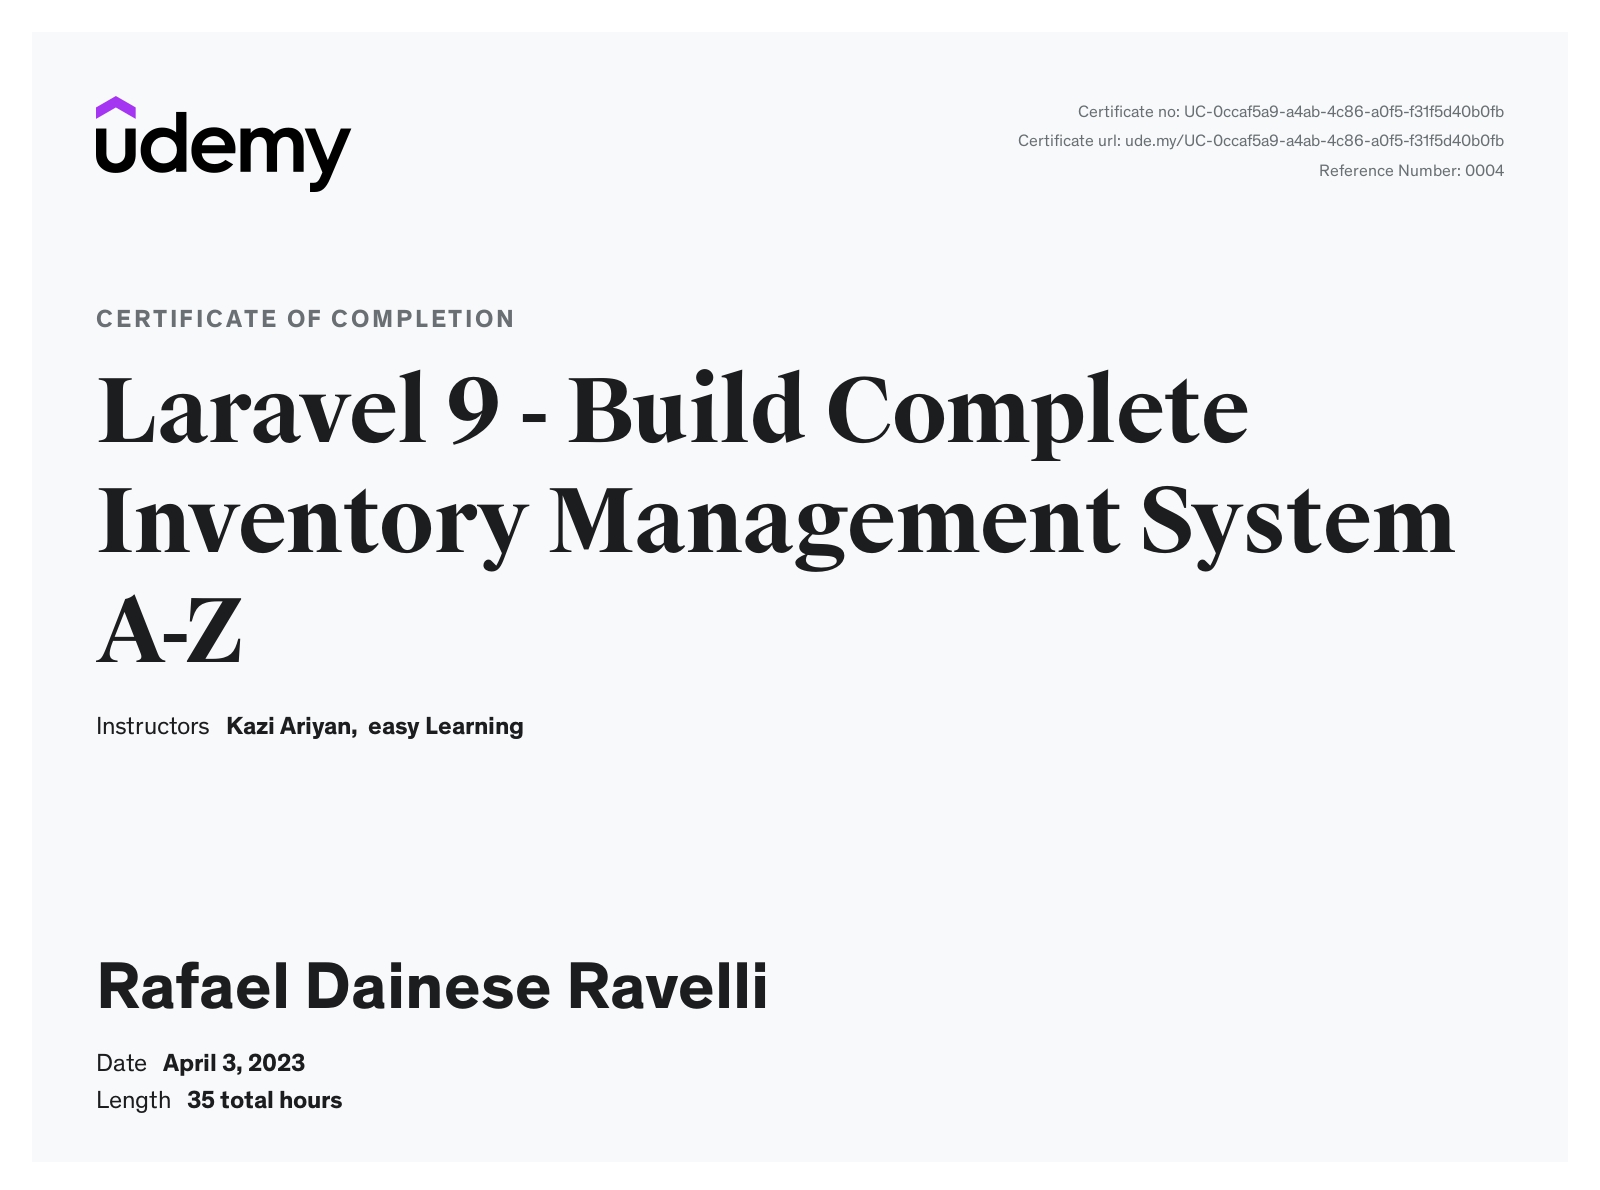 udemy
Certificate no: UC-0ccaf5a9-a4ab-4c86-a0f5-f31f5d40b0fb
Certificate url: ude.my/UC-0ccaf5a9-a4ab-4c86-a0f5-f31f5d40b0fb
Reference Number: 0004
CERTIFICATE OF COMPLETION
Laravel 9 - Build Complete
Inventory Management System
A-Z
Instructors Kazi Ariyan, easy Learning
Rafael Dainese Ravelli
Date April 3, 2023
Length 35 total hours